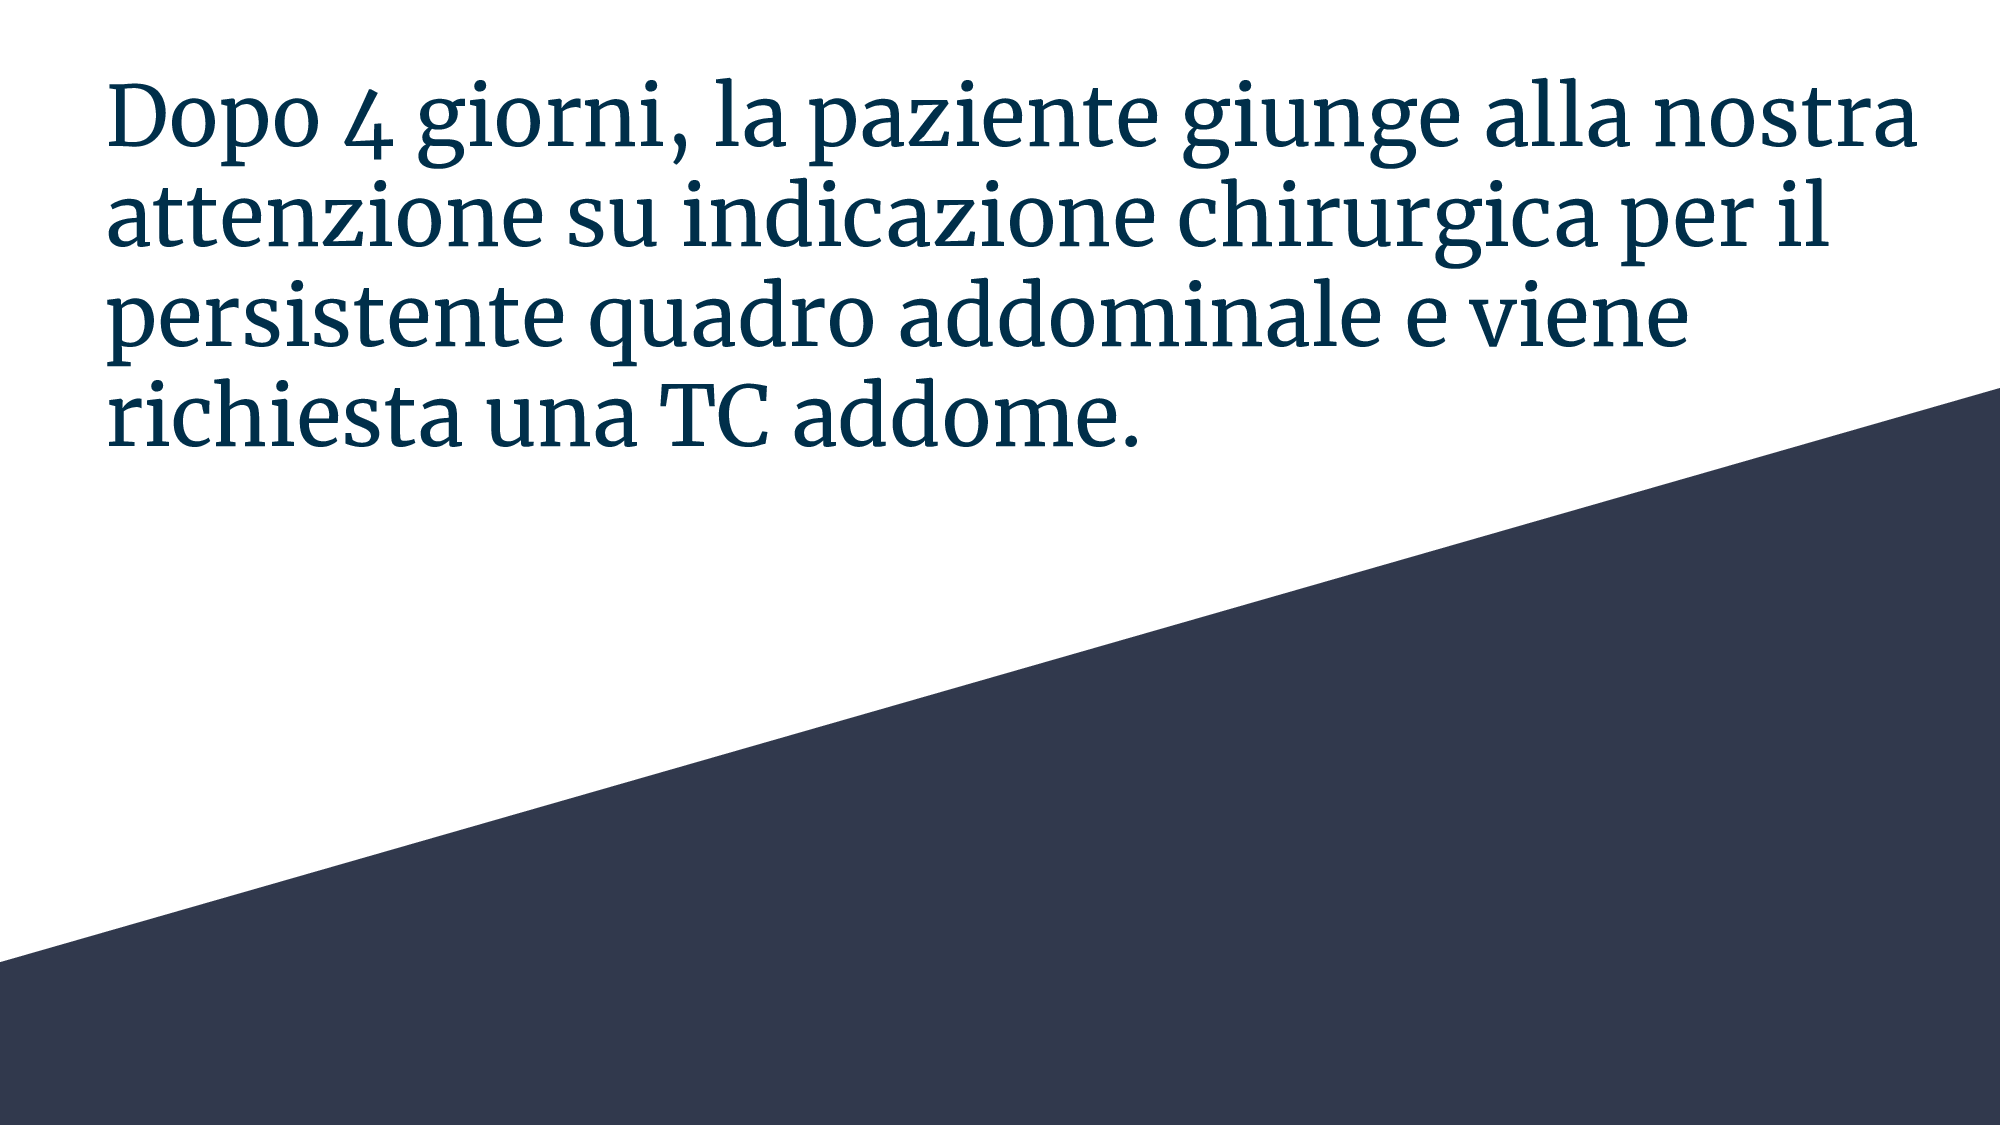 Dopo 4 giorni, la paziente giunge alla nostra
attenzione su indicazione chirurgica per il
persistente quadro addominale e viene
richiesta una TC addome.